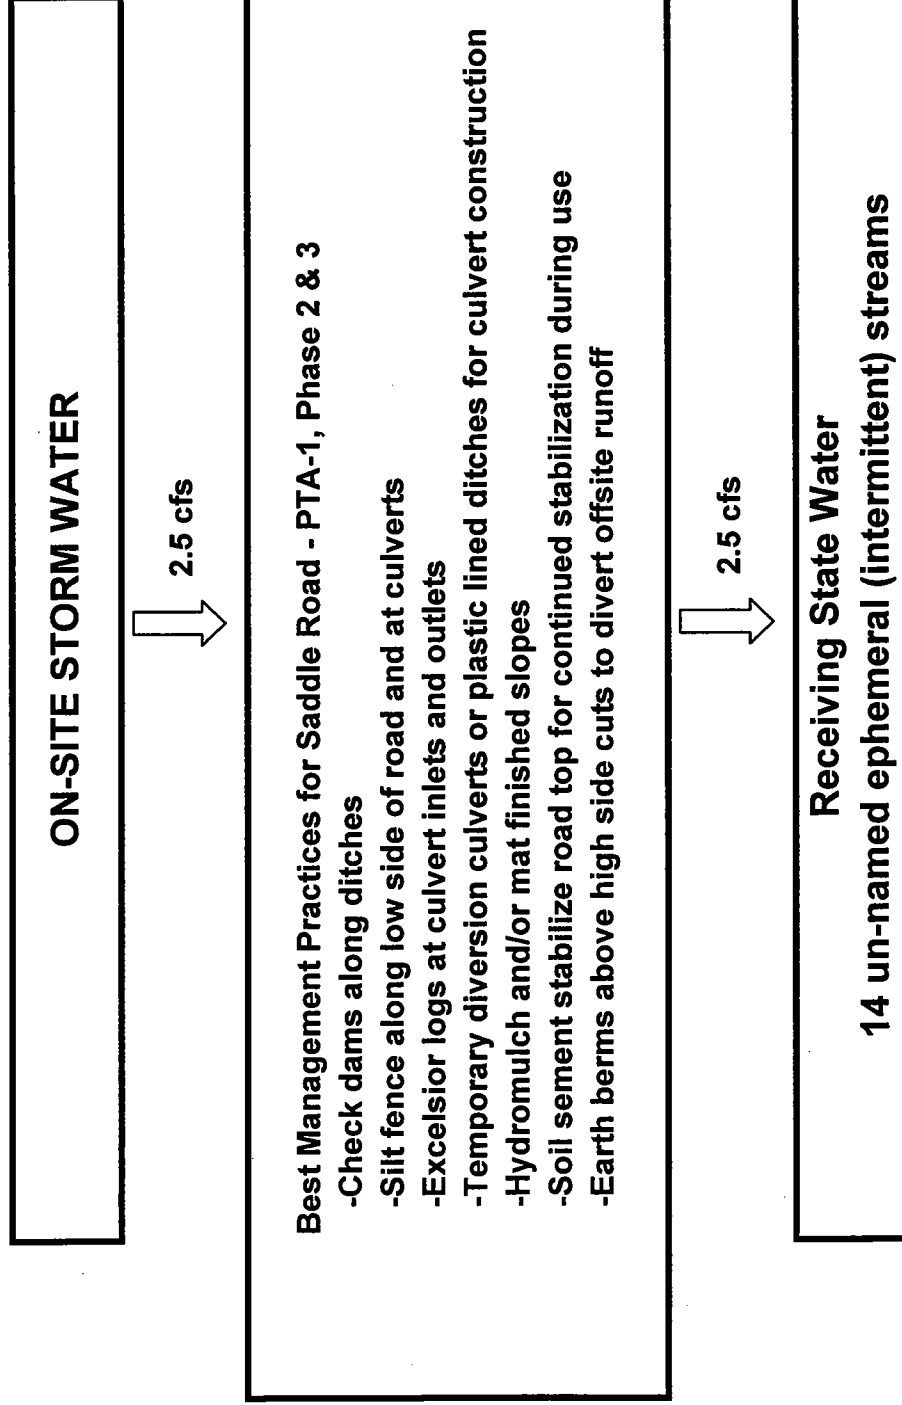 ON-SITE STORM WATER
2.5 cfs
Best Management Practices for Saddle Road - PTA-1, Phase 2 & 3
-Check dams along ditches
-Silt fence along low side of road and at culverts
-Excelsior logs at culvert inlets and outlets
-Temporary diversion culverts or plastic lined ditches for culvert construction
-Hydromulch and/or mat finished slopes
-Soil sement stabilize road top for continued stabilization during use
-Earth berms above high side cuts to divert offsite runoff
2.5 cfs
Receiving State Water
14 un-named ephemeral (intermittent) streams